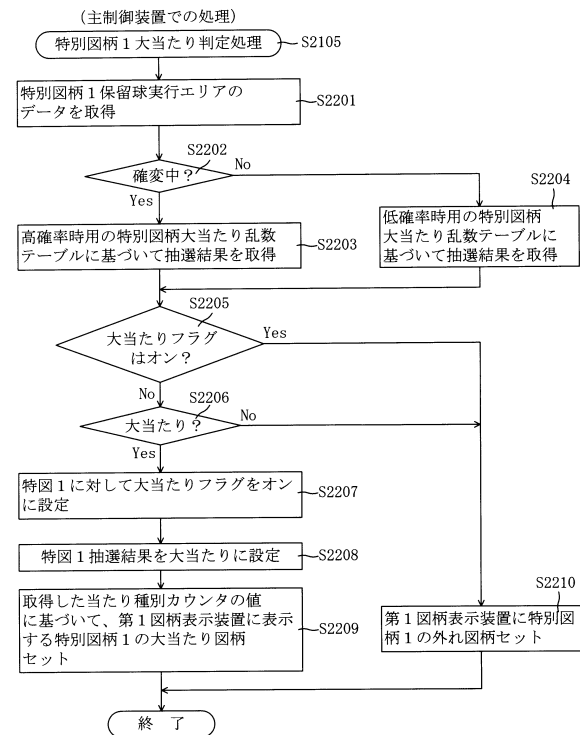 (主制御装置での処理)
特別図柄1大当たり判定処理
S2105
特別図柄1保留球実行エリアの
データを取得
S2201
S2202
確変中？
No
Yes
S2204
高確率時用の特別図柄大当たり乱数
テーブルに基づいて抽選結果を取得
S2203
低確率時用の特別図柄
大当たり乱数テーブルに
基づいて抽選結果を取得
S2205
大当たりフラグ
はオン？
Yes
No
S2206
大当たり？
No
Yes
特図1に対して大当たりフラグをオン
に設定
S2207
特図1抽選結果を大当たりに設定
S2208
取得した当たり種別カウンタの値
に基づいて、第1図柄表示装置に表示
する特別図柄1の大当たり図柄
セット
S2209
S2210
第1図柄表示装置に特別図
柄1の外れ図柄セット
終 了